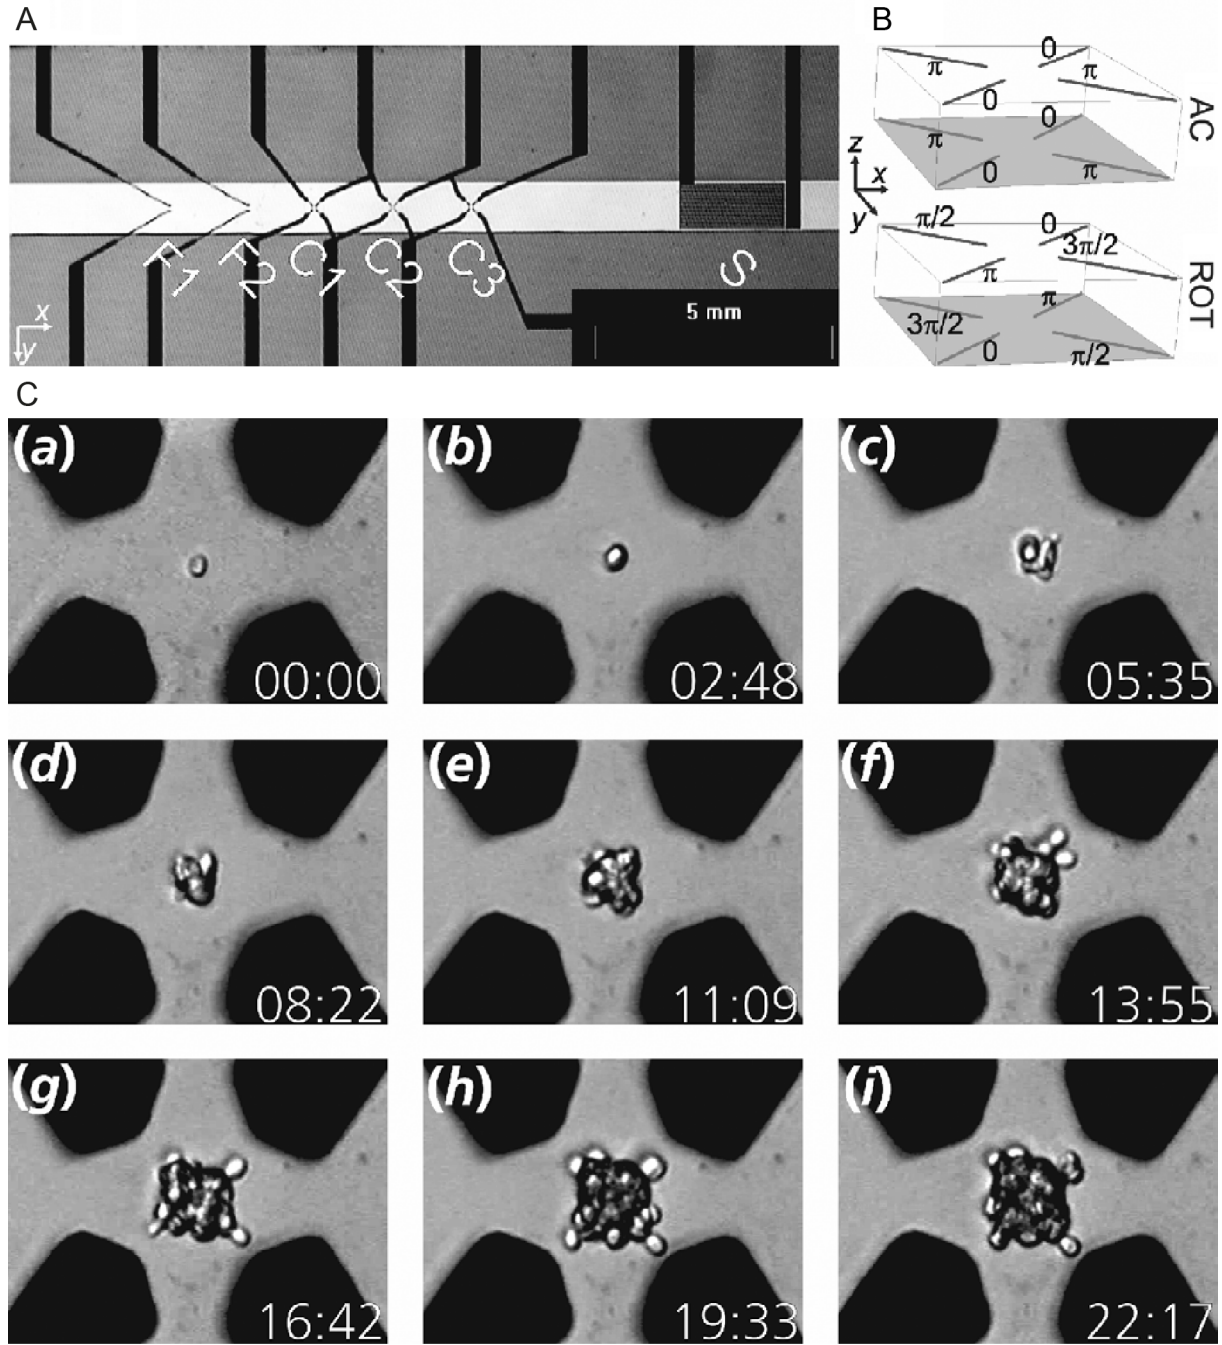 A
B
F1 F2 C1 C2 C3 S
5 mm
x
y
0
π
π
0
0
π
π
0
AC
z
x
y
π/2
0
3π/2
π
π
3π/2
0
π/2
ROT
C
(a)
(b)
(c)
00:00
02:48
05:35
(d)
(e)
(f)
08:22
11:09
13:55
(g)
(h)
(i)
16:42
19:33
22:17